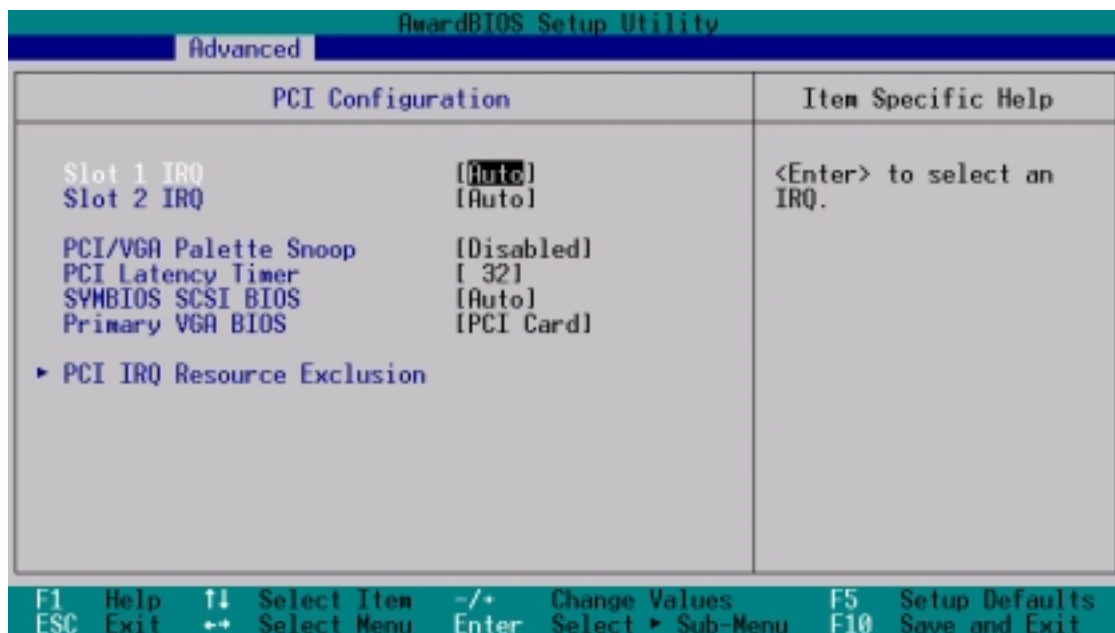 AwardBIOS Setup Utility
Advanced
PCI Configuration
Item Specific Help
Slot 1 IRQ [Auto]
Slot 2 IRQ [Auto]
PCI/VGA Palette Snoop [Disabled]
PCI Latency Timer [ 32]
SYMBIOS SCSI BIOS [Auto]
Primary VGA BIOS [PCI Card]
▸ PCI IRQ Resource Exclusion
<Enter> to select an
IRQ.
F1 Help ↑↓ Select Item -/+ Change Values F5 Setup Defaults
ESC Exit ←→ Select Menu Enter Select ▸ Sub-Menu F10 Save and Exit